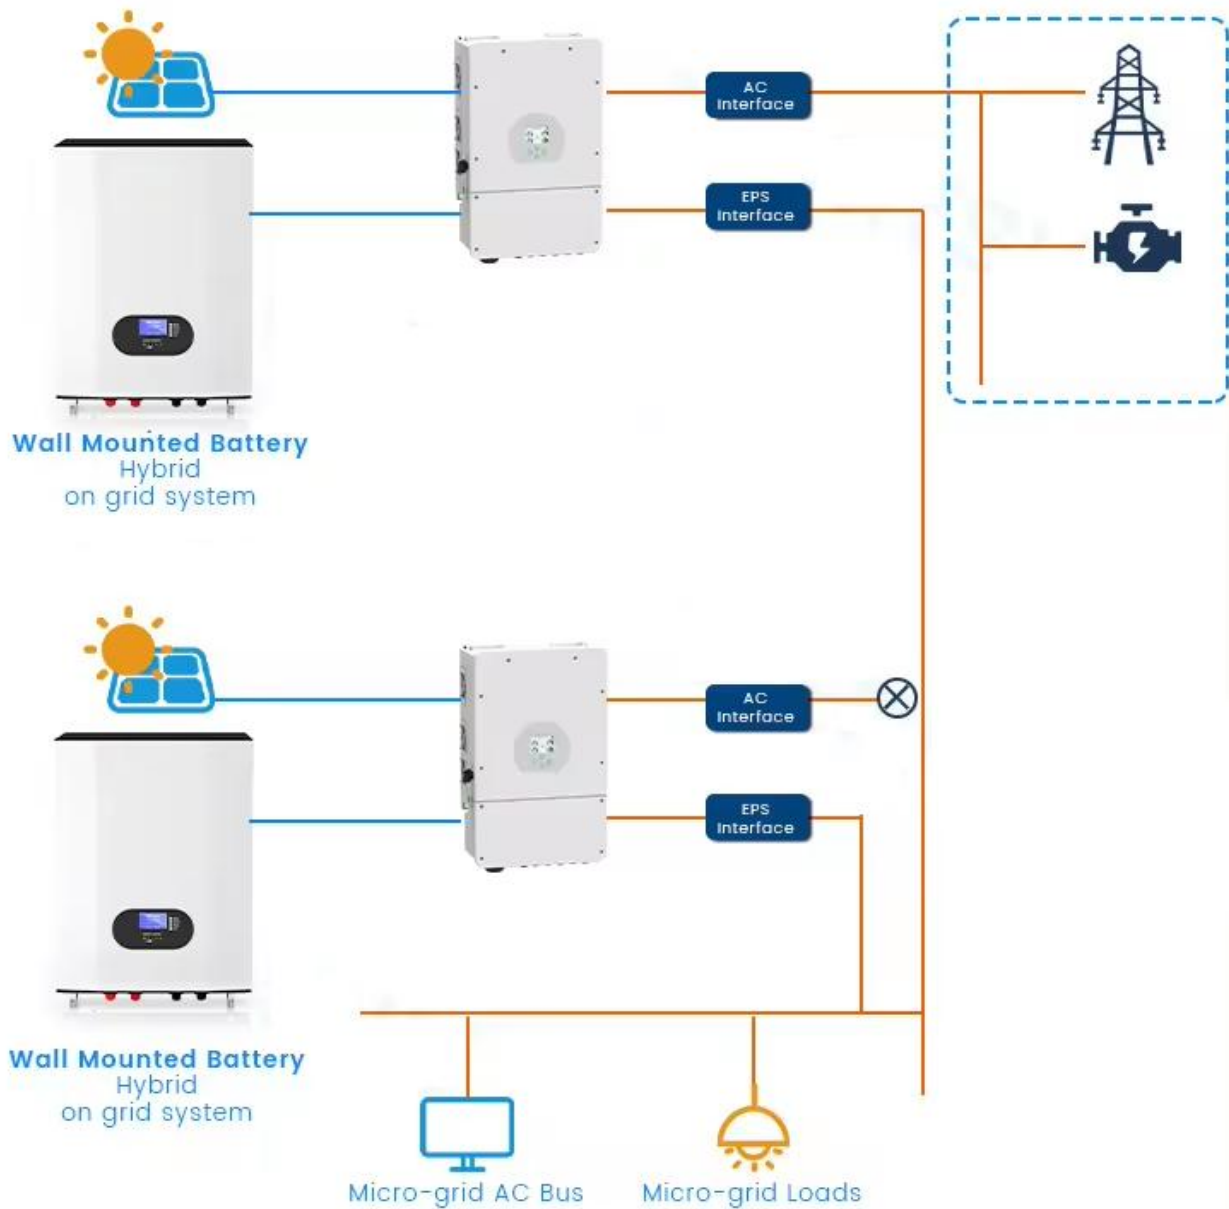 AC
Interface
EPS
Interface
Wall Mounted Battery
Hybrid
on grid system
AC
Interface
EPS
Interface
Wall Mounted Battery
Hybrid
on grid system
Micro-grid AC Bus
Micro-grid Loads